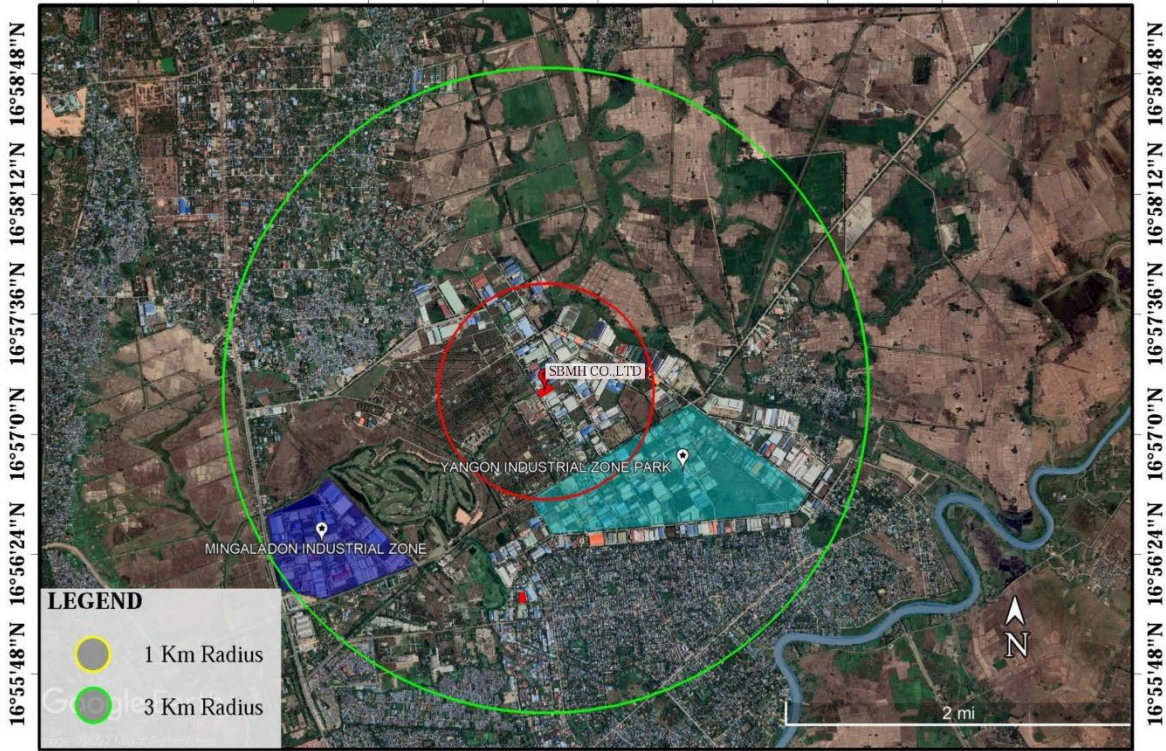 16°58'48"N
16°58'12"N
16°57'36"N
16°57'0"N
16°56'24"N
16°55'48"N
16°58'48"N
16°58'12"N
16°57'36"N
16°57'0"N
16°56'24"N
16°55'48"N
SBMH CO.,LTD
YANGON INDUSTRIAL ZONE PARK
MINGALADON INDUSTRIAL ZONE
LEGEND
1 Km Radius
3 Km Radius
N
2 mi